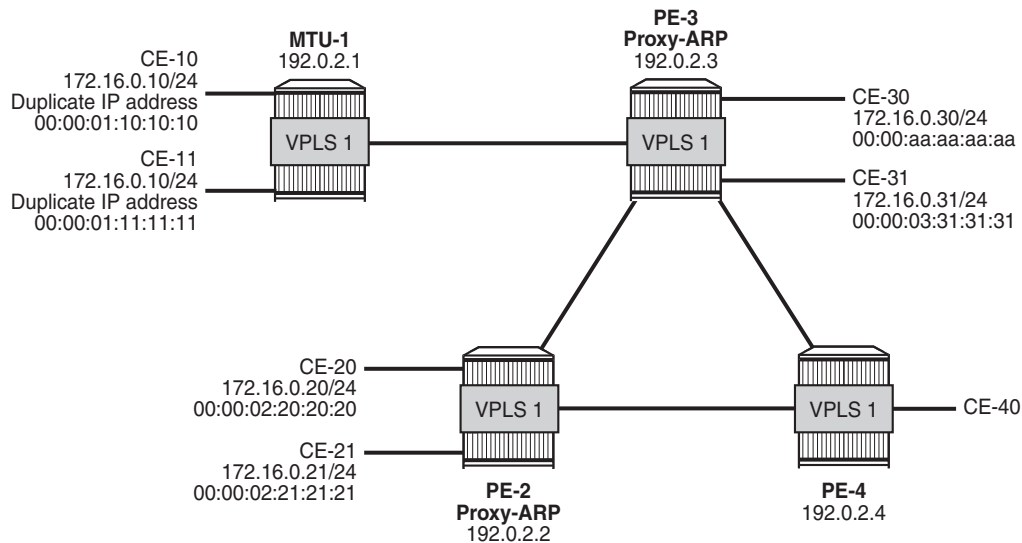 MTU-1
192.0.2.1
CE-10
172.16.0.10/24
Duplicate IP address
00:00:01:10:10:10
VPLS 1
CE-11
172.16.0.10/24
Duplicate IP address
00:00:01:11:11:11
PE-3
Proxy-ARP
192.0.2.3
VPLS 1
CE-30
172.16.0.30/24
00:00:aa:aa:aa:aa
CE-31
172.16.0.31/24
00:00:03:31:31:31
CE-20
172.16.0.20/24
00:00:02:20:20:20
VPLS 1
CE-21
172.16.0.21/24
00:00:02:21:21:21
PE-2
Proxy-ARP
192.0.2.2
VPLS 1
CE-40
PE-4
192.0.2.4